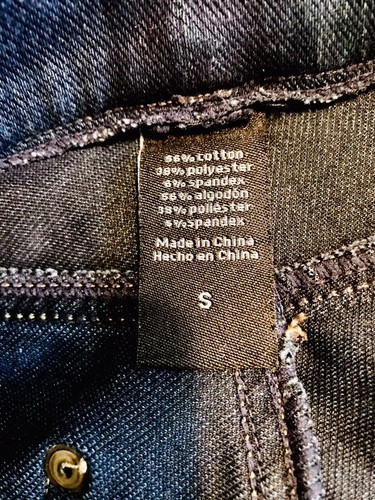 56% cotton
38% polyester
6% spandex
56% algodón
38% poliéster
6% spandex
Made in China
Hecho en China
S